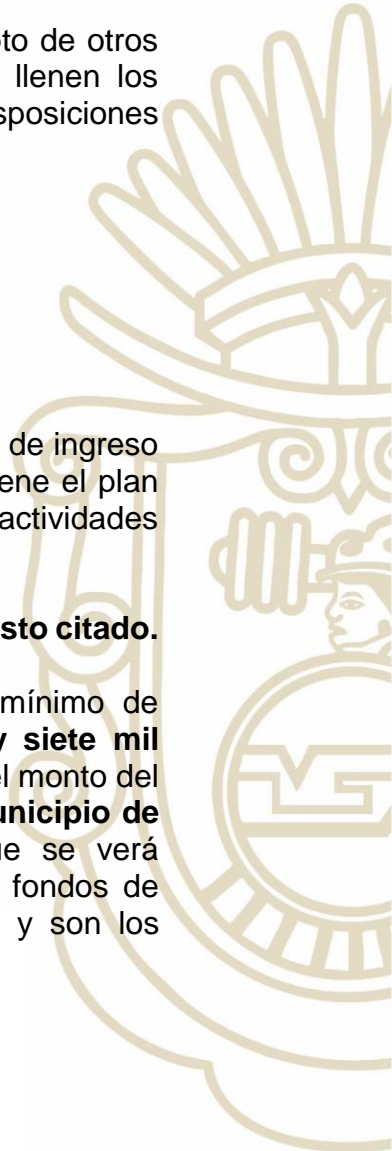 to de otros
llenen los
sposiciones
de ingreso
ene el plan
actividades
sto citado.
mínimo de
y siete mil
el monto del
unicipio de
ue se verá
fondos de
y son los